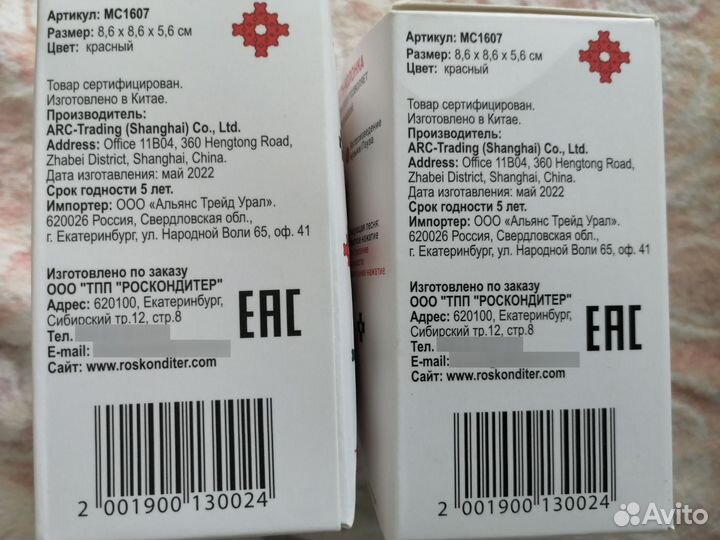 Артикул: MC1607
Размер: 8,6 х 8,6 х 5,6 см
Цвет: красный
Товар сертифицирован.
Изготовлено в Китае.
Производитель:
ARC-Trading (Shanghai) Co., Ltd.
Address: Office 11B04, 360 Hengtong Road,
Zhabei District, Shanghai, China.
Дата изготовления: май 2022
Срок годности 5 лет.
Импортер: ООО «Альянс Трейд Урал».
620026 Россия, Свердловская обл.,
г. Екатеринбург, ул. Народной Воли 65, оф. 41
Изготовлено по заказу
ООО "ТПП "РОСКОНДИТЕР"
Адрес: 620100, Екатеринбург,
Сибирский тр.12, стр.8
Тел.
E-mail:
Сайт: www.roskonditer.com
EAC
2 001900 130024
Артикул: MC1607
Размер: 8,6 х 8,6 х 5,6 см
Цвет: красный
Товар сертифицирован.
Изготовлено в Китае.
Производитель:
ARC-Trading (Shanghai) Co., Ltd.
Address: Office 11B04, 360 Hengtong Road,
Zhabei District, Shanghai, China.
Дата изготовления: май 2022
Срок годности 5 лет.
Импортер: ООО «Альянс Трейд Урал».
620026 Россия, Свердловская обл.,
г. Екатеринбург, ул. Народной Воли 65, оф. 41
Изготовлено по заказу
ООО "ТПП "РОСКОНДИТЕР"
Адрес: 620100, Екатеринбург,
Сибирский тр.12, стр.8
Тел.
E-mail:
Сайт: www.roskonditer.com
EAC
2 001900 130024
Avito